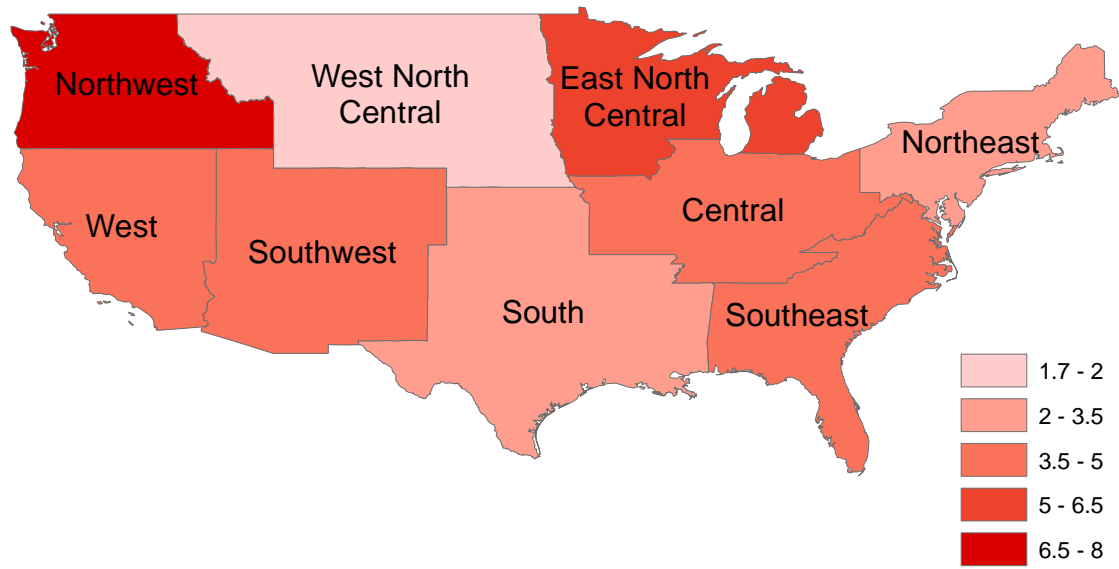 Northwest
West North
Central
East North
Central
Northeast
West
Southwest
Central
South
Southeast
1.7 - 2
2 - 3.5
3.5 - 5
5 - 6.5
6.5 - 8